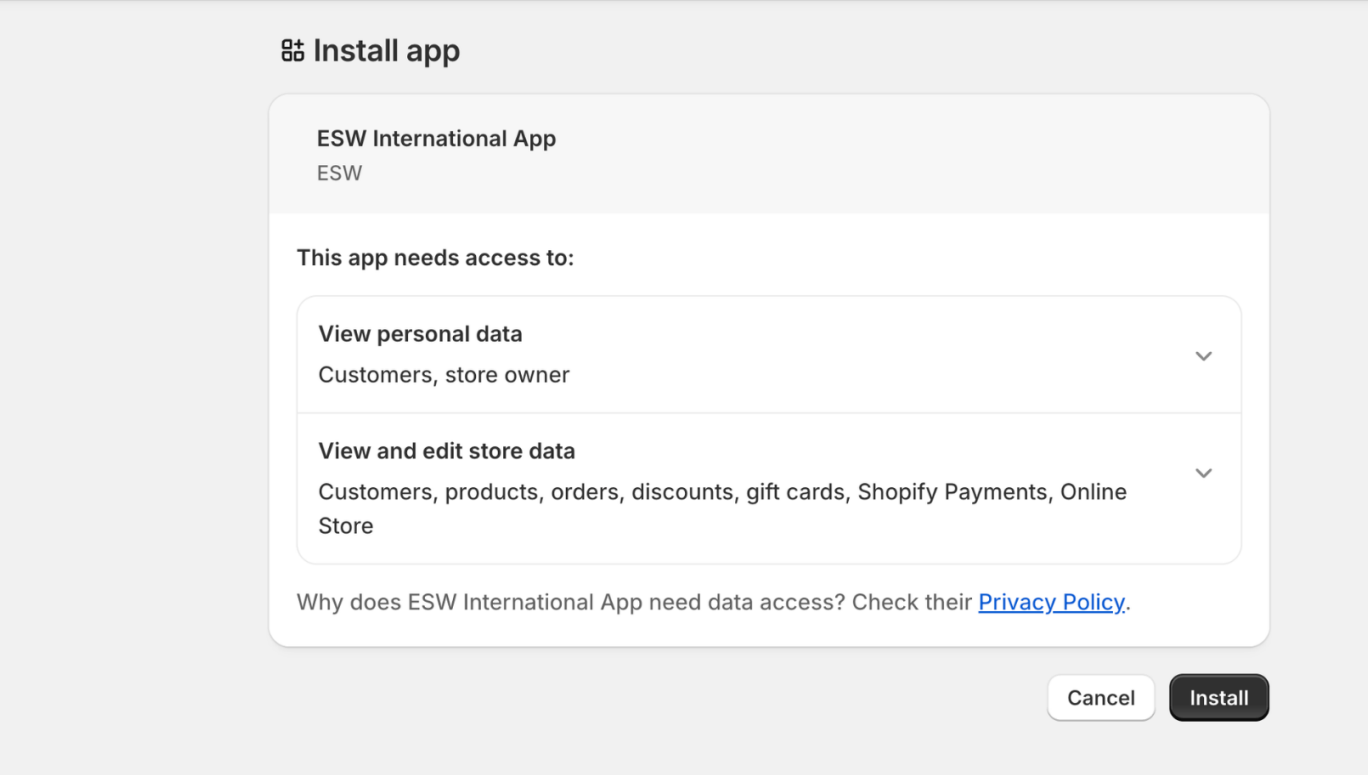 Install app
ESW International App
ESW
This app needs access to:
View personal data
Customers, store owner
View and edit store data
Customers, products, orders, discounts, gift cards, Shopify Payments, Online
Store
Why does ESW International App need data access? Check their Privacy Policy.
Cancel
Install